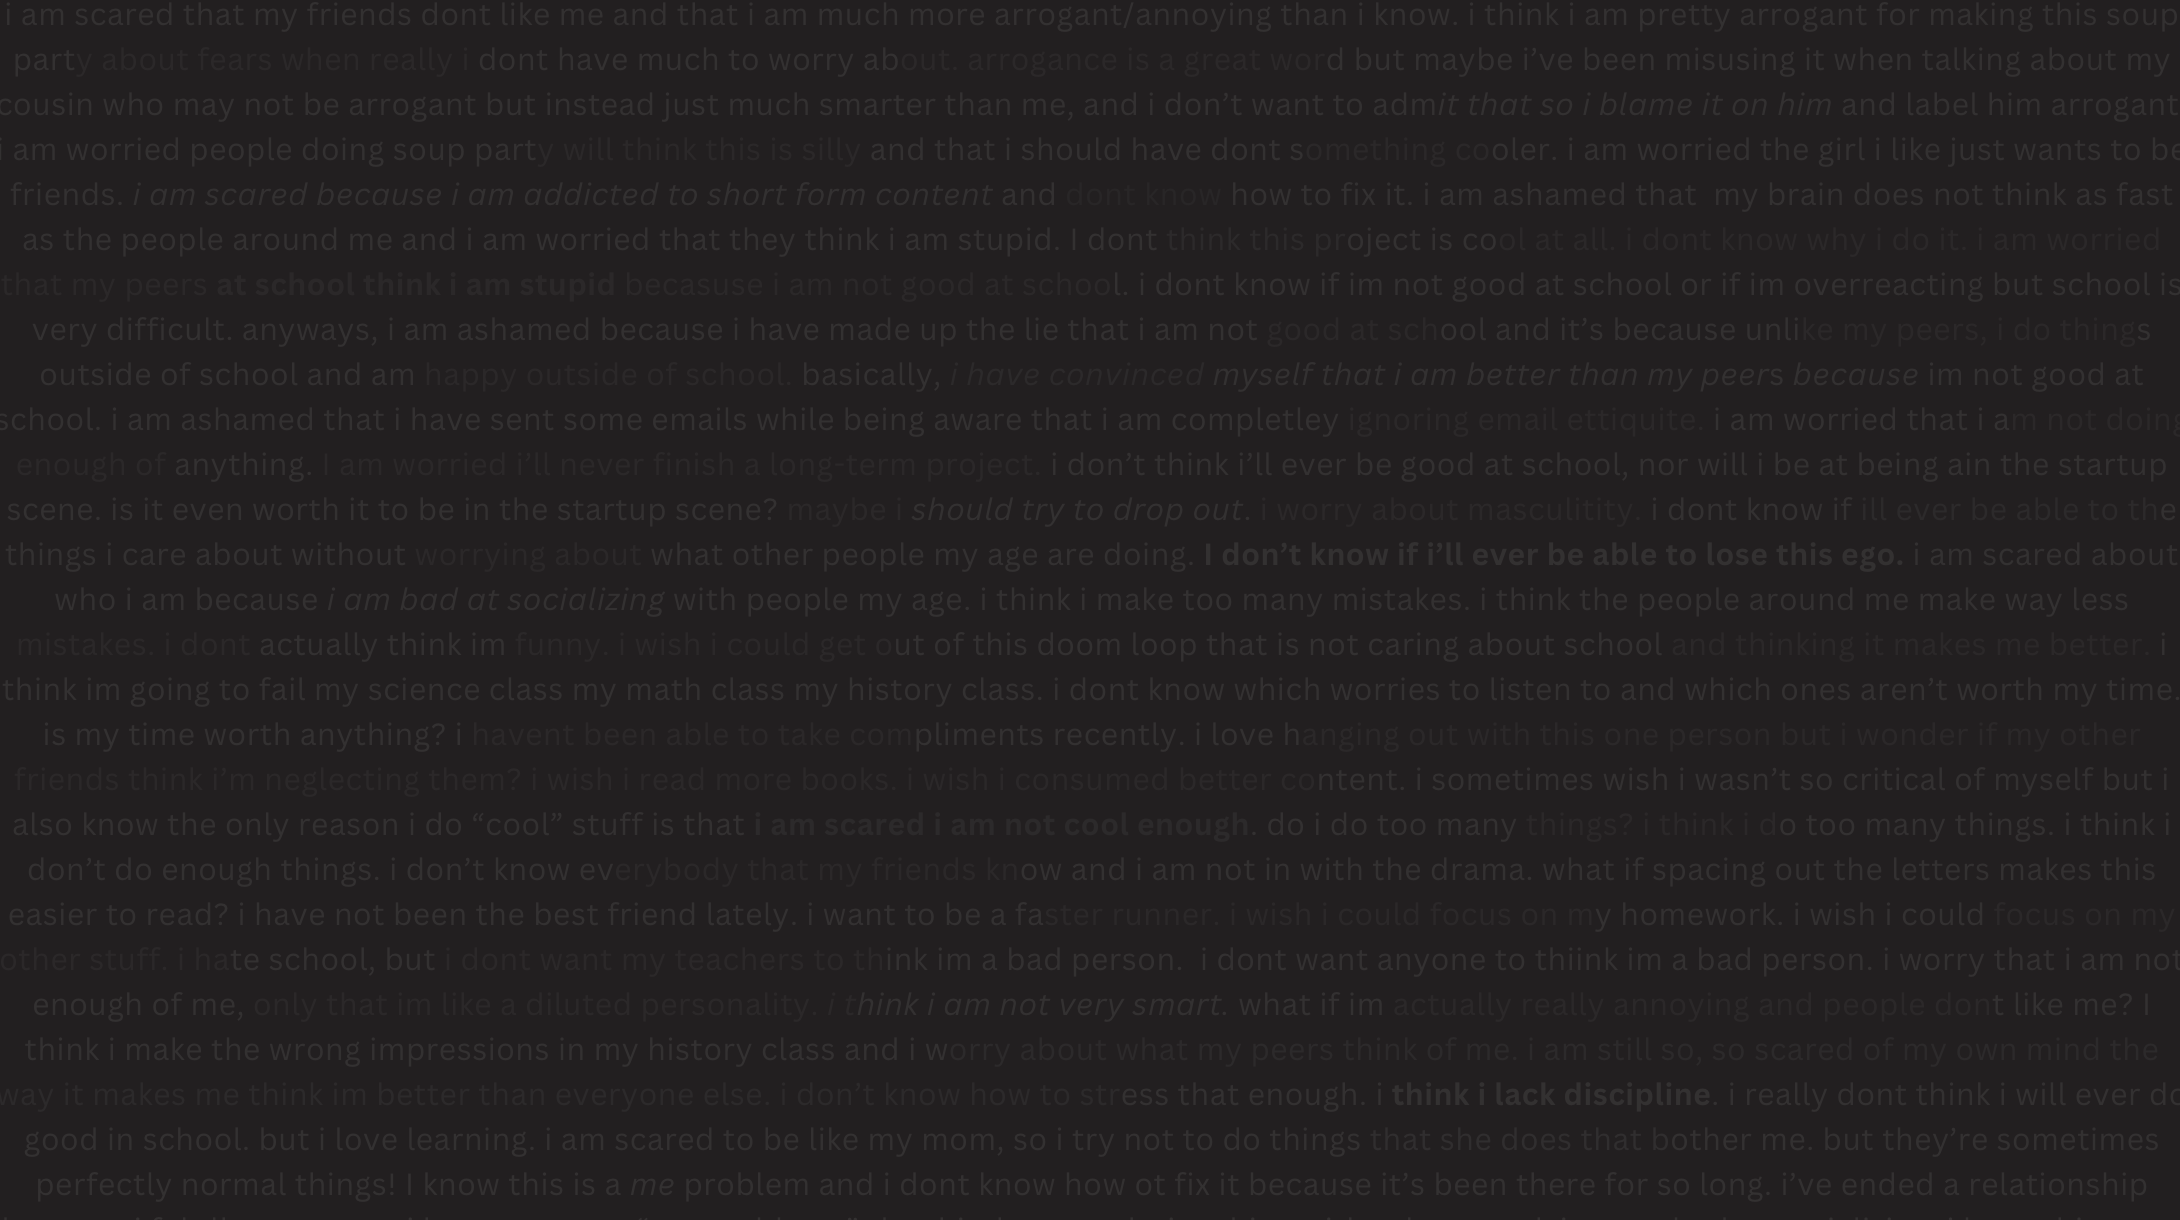 i am scared that my friends dont like me and that i am much more arrogant/annoying than i know. i think i am pretty arrogant for making this soup
party about fears when really i dont have much to worry about. arrogance is a great word but maybe i’ve been misusing it when talking about my
cousin who may not be arrogant but instead just much smarter than me, and i don’t want to admit that so i blame it on him and label him arrogant
i am worried people doing soup party will think this is silly and that i should have dont something cooler. i am worried the girl i like just wants to be
friends. i am scared because i am addicted to short form content and dont know how to fix it. i am ashamed that my brain does not think as fast
as the people around me and i am worried that they think i am stupid. I dont think this project is cool at all. i dont know why i do it. i am worried
that my peers at school think i am stupid becasuse i am not good at school. i dont know if im not good at school or if im overreacting but school is
very difficult. anyways, i am ashamed because i have made up the lie that i am not good at school and it’s because unlike my peers, i do things
outside of school and am happy outside of school. basically, i have convinced myself that i am better than my peers because im not good at
school. i am ashamed that i have sent some emails while being aware that i am completley ignoring email ettiquite. i am worried that i am not doing
enough of anything. I am worried i’ll never finish a long-term project. i don’t think i’ll ever be good at school, nor will i be at being ain the startup
scene. is it even worth it to be in the startup scene? maybe i should try to drop out. i worry about masculitity. i dont know if ill ever be able to the
things i care about without worrying about what other people my age are doing. I don’t know if i’ll ever be able to lose this ego. i am scared about
who i am because i am bad at socializing with people my age. i think i make too many mistakes. i think the people around me make way less
mistakes. i dont actually think im funny. i wish i could get out of this doom loop that is not caring about school and thinking it makes me better. i
think im going to fail my science class my math class my history class. i dont know which worries to listen to and which ones aren’t worth my time.
is my time worth anything? i havent been able to take compliments recently. i love hanging out with this one person but i wonder if my other
friends think i’m neglecting them? i wish i read more books. i wish i consumed better content. i sometimes wish i wasn’t so critical of myself but i
also know the only reason i do “cool” stuff is that i am scared i am not cool enough. do i do too many things? i think i do too many things. i think i
don’t do enough things. i don’t know everybody that my friends know and i am not in with the drama. what if spacing out the letters makes this
easier to read? i have not been the best friend lately. i want to be a faster runner. i wish i could focus on my homework. i wish i could focus on my
other stuff. i hate school, but i dont want my teachers to think im a bad person. i dont want anyone to thiink im a bad person. i worry that i am not
enough of me, only that im like a diluted personality. i think i am not very smart. what if im actually really annoying and people dont like me? I
think i make the wrong impressions in my history class and i worry about what my peers think of me. i am still so, so scared of my own mind the
way it makes me think im better than everyone else. i don’t know how to stress that enough. i think i lack discipline. i really dont think i will ever do
good in school. but i love learning. i am scared to be like my mom, so i try not to do things that she does that bother me. but they’re sometimes
perfectly normal things! I know this is a me problem and i dont know how ot fix it because it’s been there for so long. i’ve ended a relationship